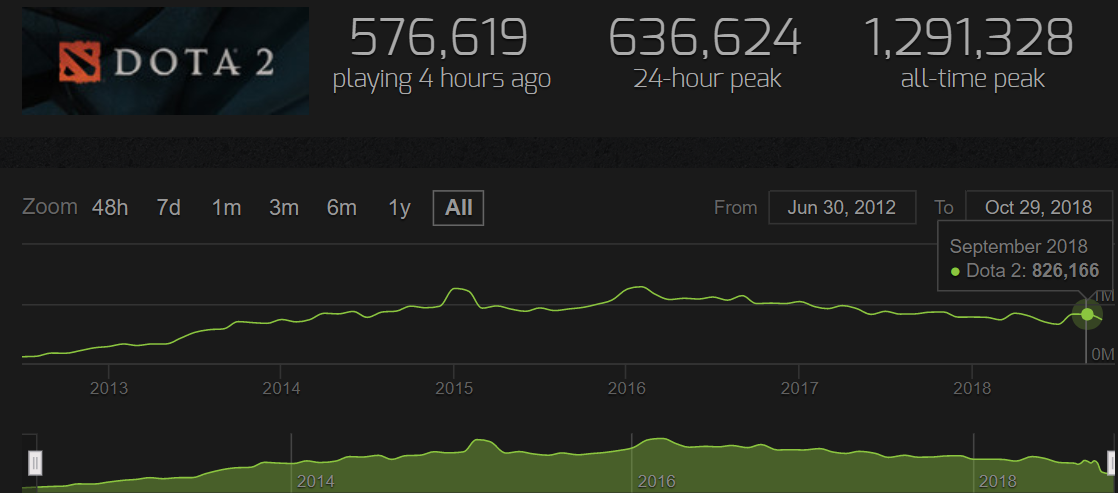 DOTA 2
576,619
playing 4 hours ago
636,624
24-hour peak
1,291,328
all-time peak
Zoom 48h 7d 1m 3m 6m 1y All
From Jun 30, 2012 To Oct 29, 2018
September 2018
Dota 2: 826,166
1M
0M
2013 2014 2015 2016 2017 2018
2014 2016 2018